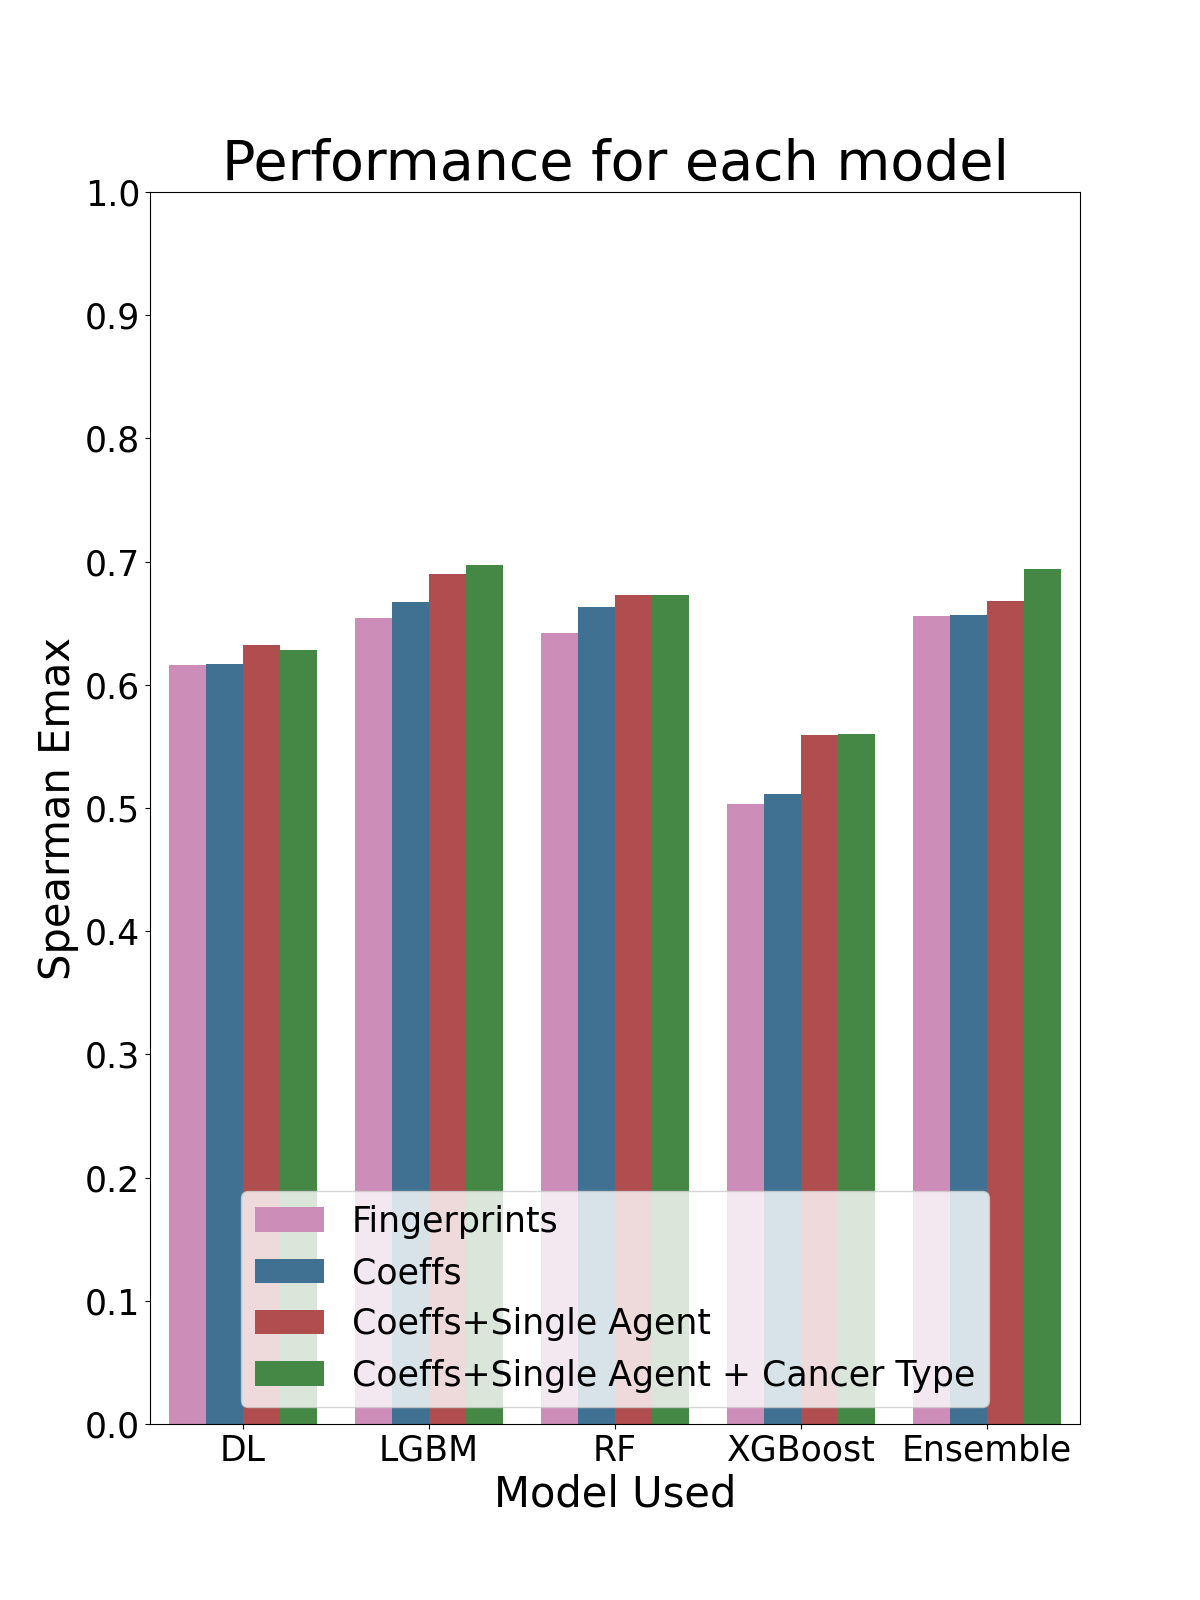 Performance for each model
1.0
0.9
0.8
0.7
0.6
0.5
0.4
0.3
0.2
0.1
0.0
Spearman Emax
Fingerprints
Coeffs
Coeffs+Single Agent
Coeffs+Single Agent + Cancer Type
DL LGBM RF XGBoost Ensemble
Model Used